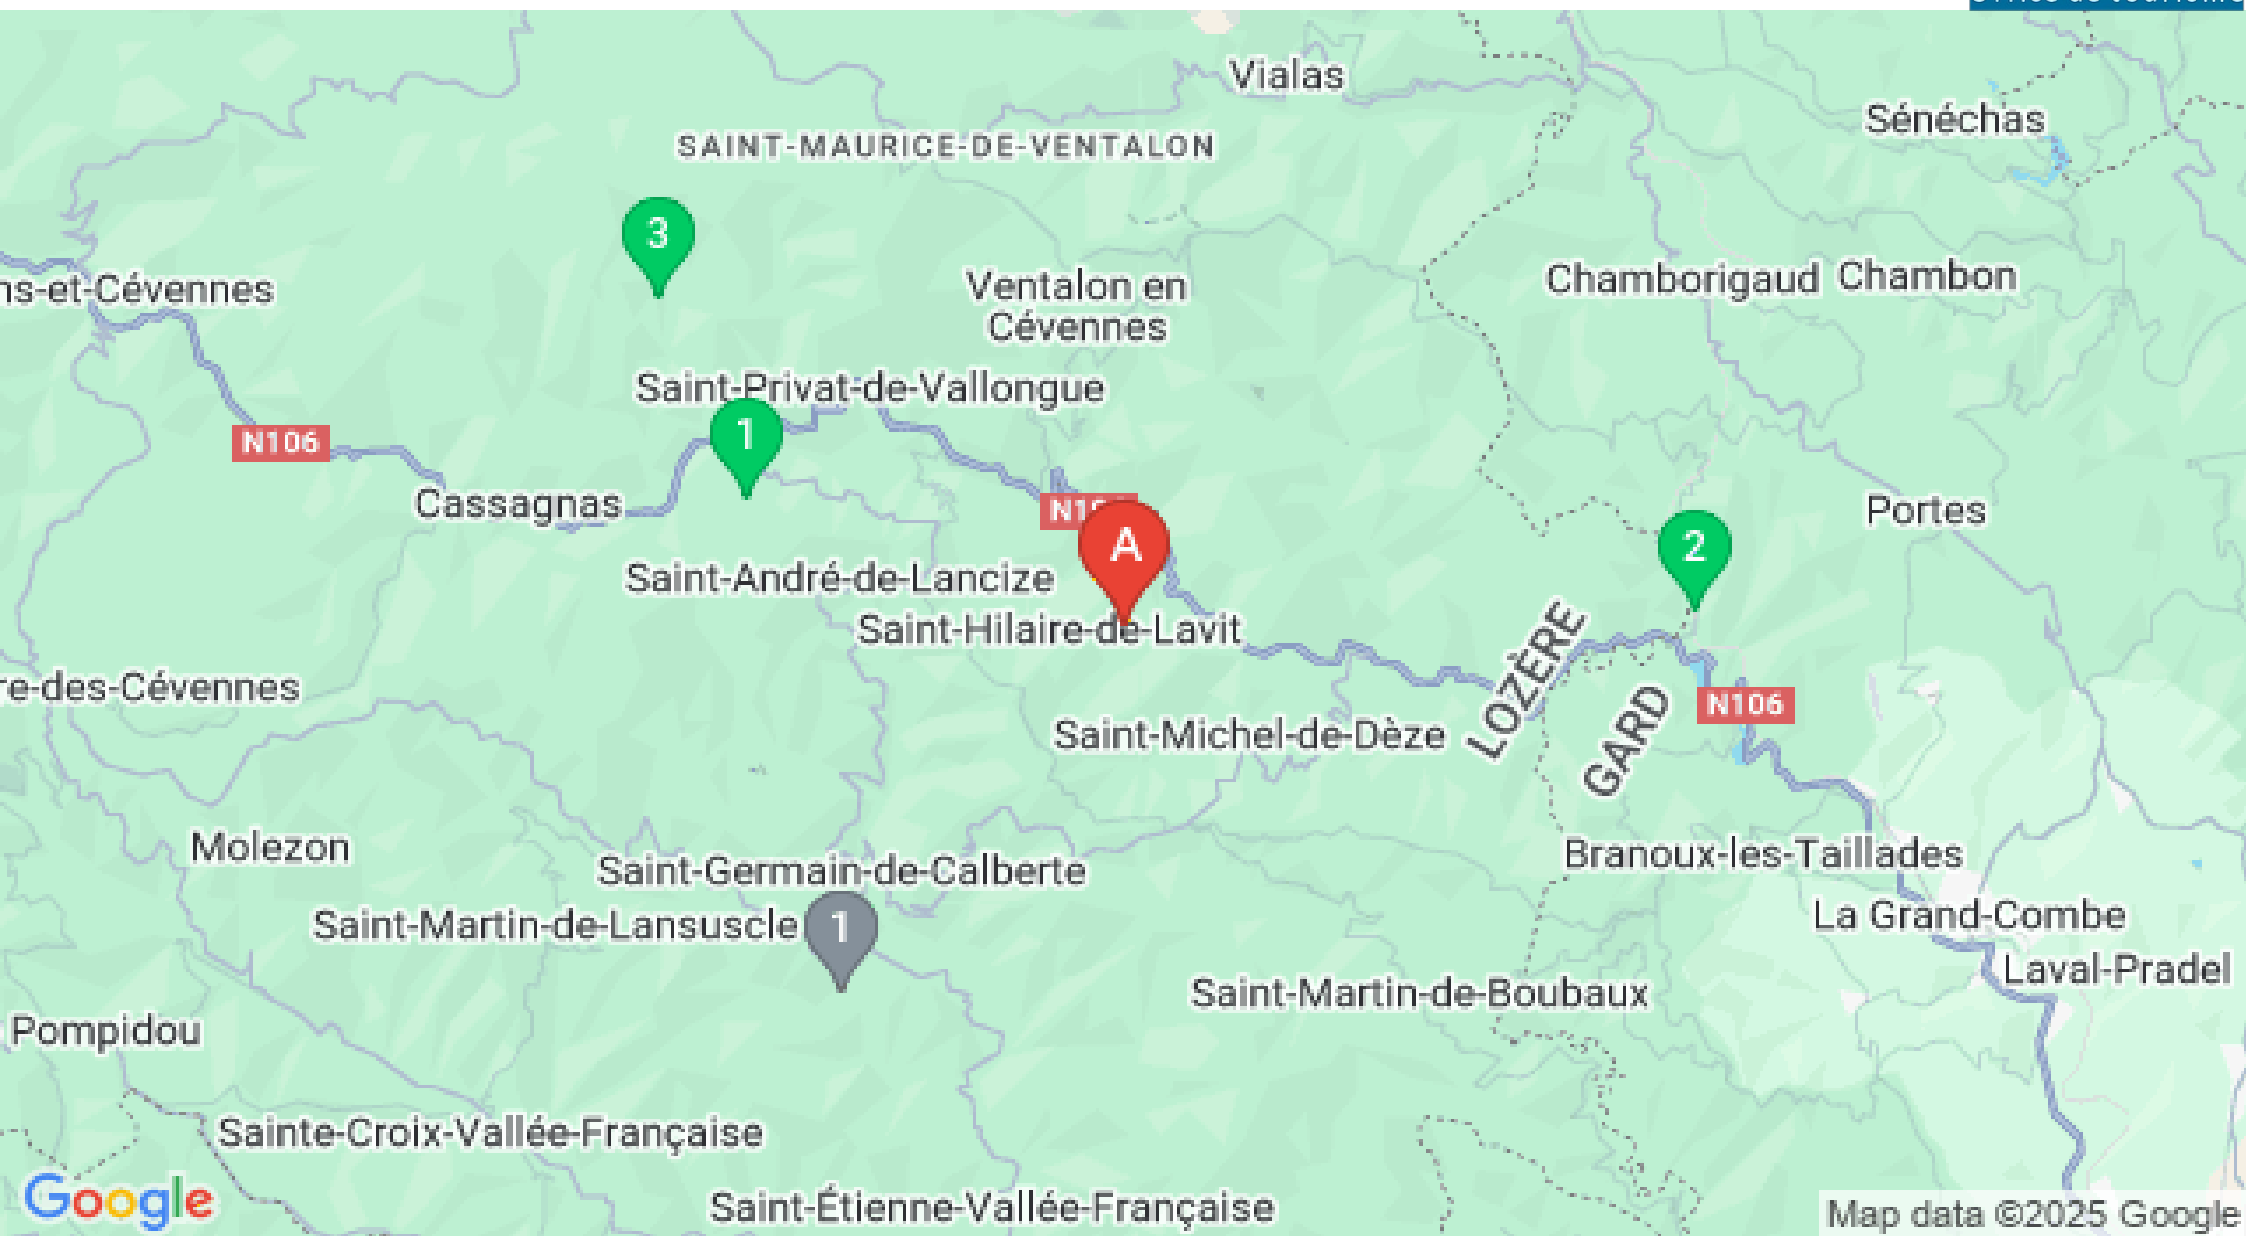 Vialas
Sénéchas
SAINT-MAURICE-DE-VENTALON
3
ns-et-Cévennes
Ventalon en
Cévennes
Chamborigaud
Chambon
Saint-Privat-de-Vallongue
1
N106
Cassagnas
A
Portes
2
Saint-André-de-Lancize
Saint-Hilaire-de-Lavit
re-des-Cévennes
LOZÈRE
GARD
N106
Saint-Michel-de-Dèze
Molezon
Branoux-les-Taillades
Saint-Germain-de-Calberte
Saint-Martin-de-Lansuscle
1
La Grand-Combe
Laval-Pradel
Saint-Martin-de-Boubaux
Pompidou
Sainte-Croix-Vallée-Française
Saint-Étienne-Vallée-Française
Google
Map data ©2025 Google